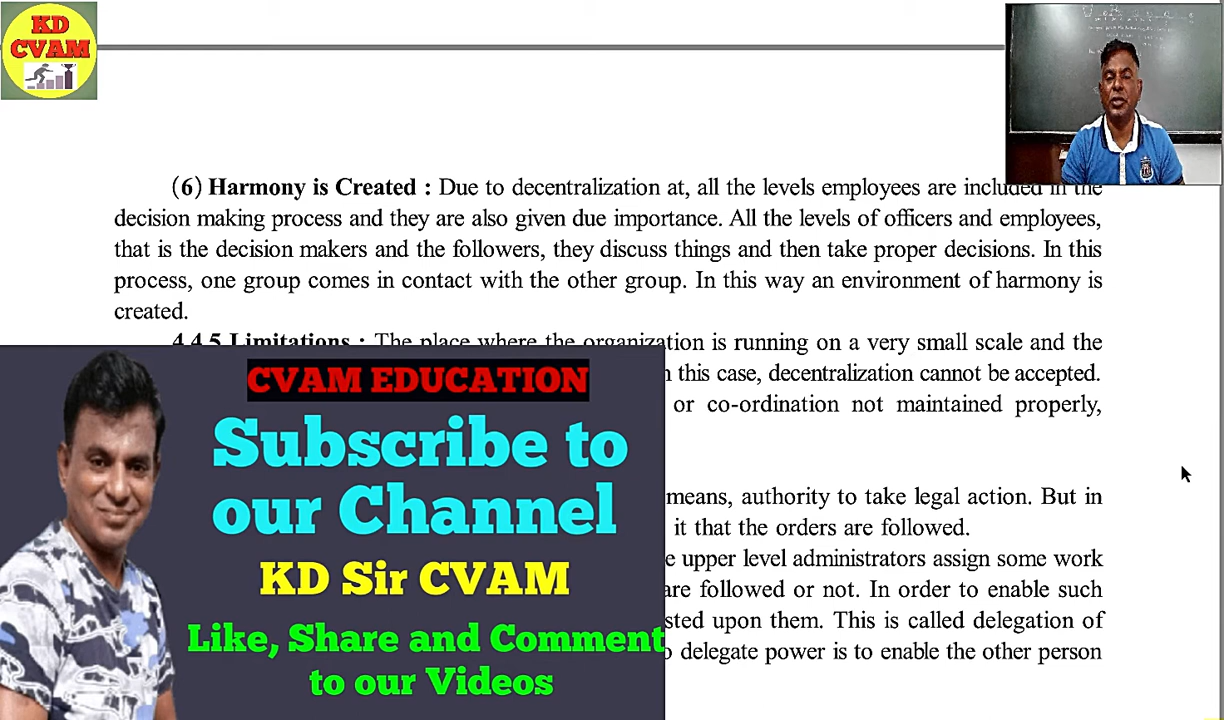 KD
CVAM
(6) Harmony is Created : Due to decentralization at, all the levels employees are included in the
decision making process and they are also given due importance. All the levels of officers and employees,
that is the decision makers and the followers, they discuss things and then take proper decisions. In this
process, one group comes in contact with the other group. In this way an environment of harmony is
created.
4.4.5 Limitations : The place where the organization is running on a very small scale and the
this case, decentralization cannot be accepted.
or co-ordination not maintained properly,
means, authority to take legal action. But in
it that the orders are followed.
upper level administrators assign some work
are followed or not. In order to enable such
upon them. This is called delegation of
delegate power is to enable the other person
CVAM EDUCATION
Subscribe to
our Channel
KD Sir CVAM
Like, Share and Comment
to our Videos